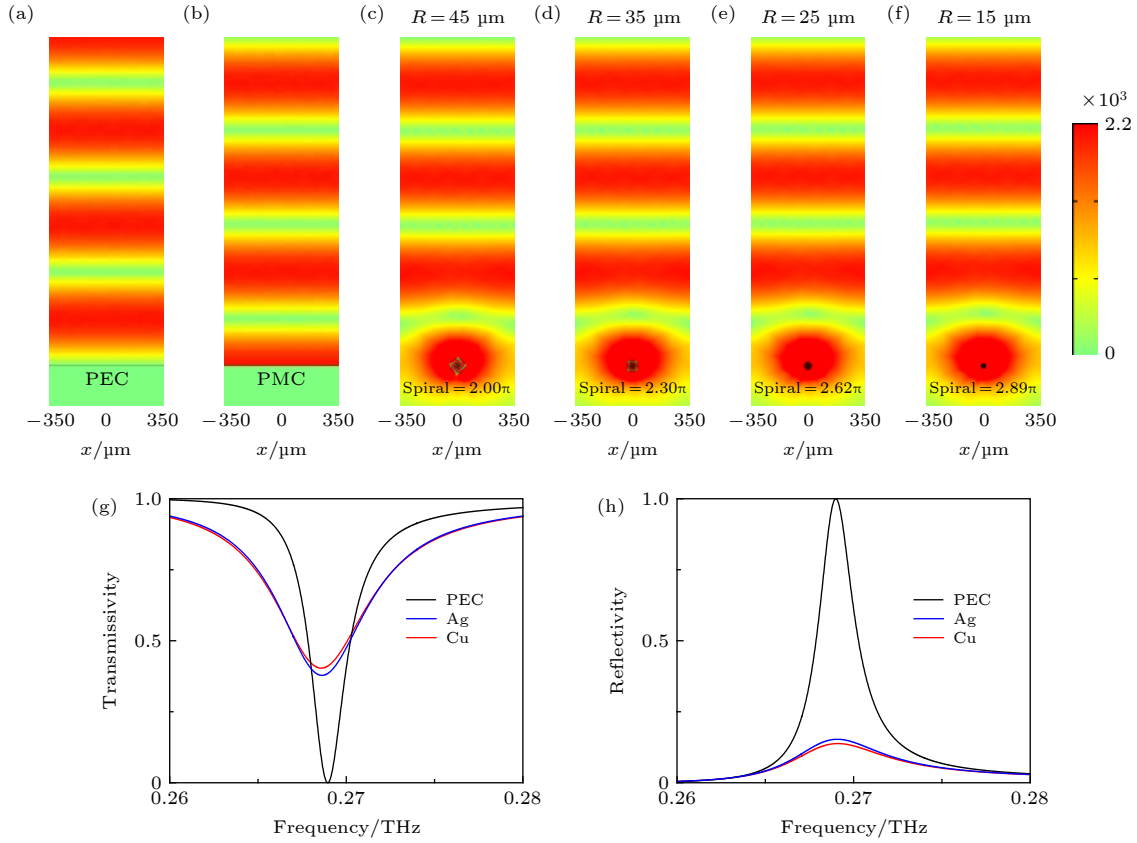 (a) (b) (c) R = 45 µm (d) R = 35 µm (e) R = 25 µm (f) R = 15 µm
×10³
2.2
0
PEC PMC Spiral = 2.00π Spiral = 2.30π Spiral = 2.62π Spiral = 2.89π
−350 0 350 −350 0 350 −350 0 350 −350 0 350 −350 0 350 −350 0 350
x/µm x/µm x/µm x/µm x/µm x/µm
(g)
1.0
0.5
0
Transmissivity
PEC
Ag
Cu
0.26 0.27 0.28
Frequency/THz
(h)
1.0
0.5
0
Reflectivity
PEC
Ag
Cu
0.26 0.27 0.28
Frequency/THz